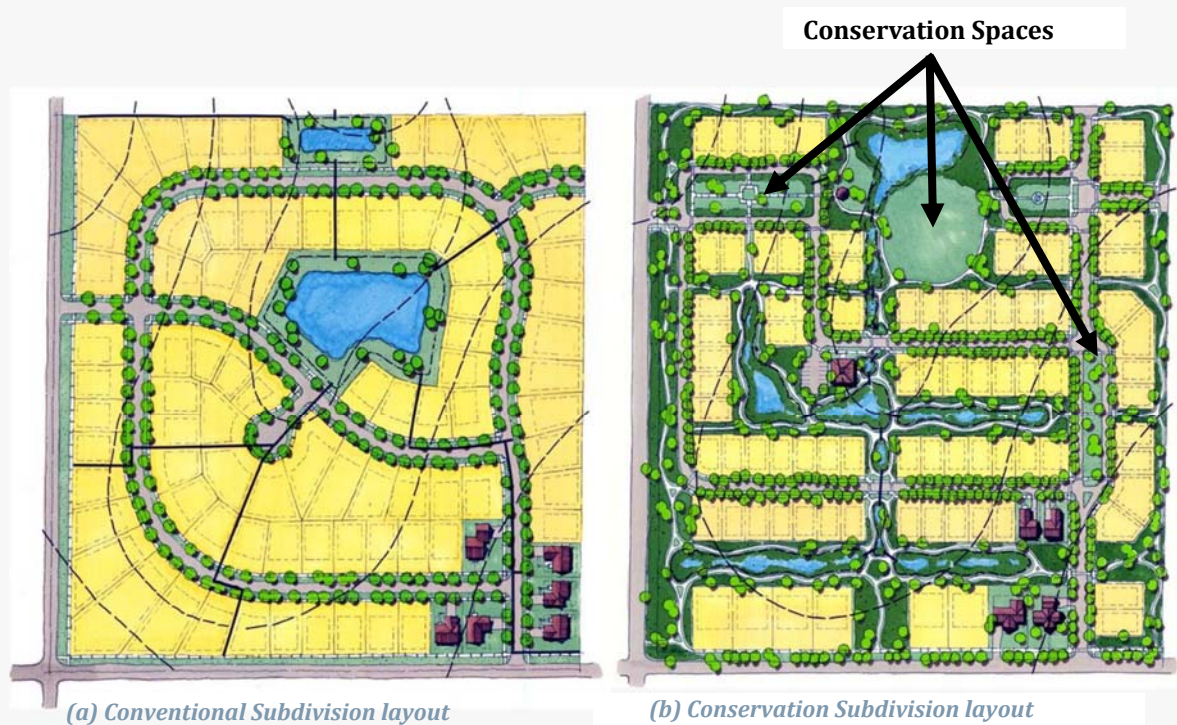 Conservation Spaces
(a) Conventional Subdivision layout
(b) Conservation Subdivision layout